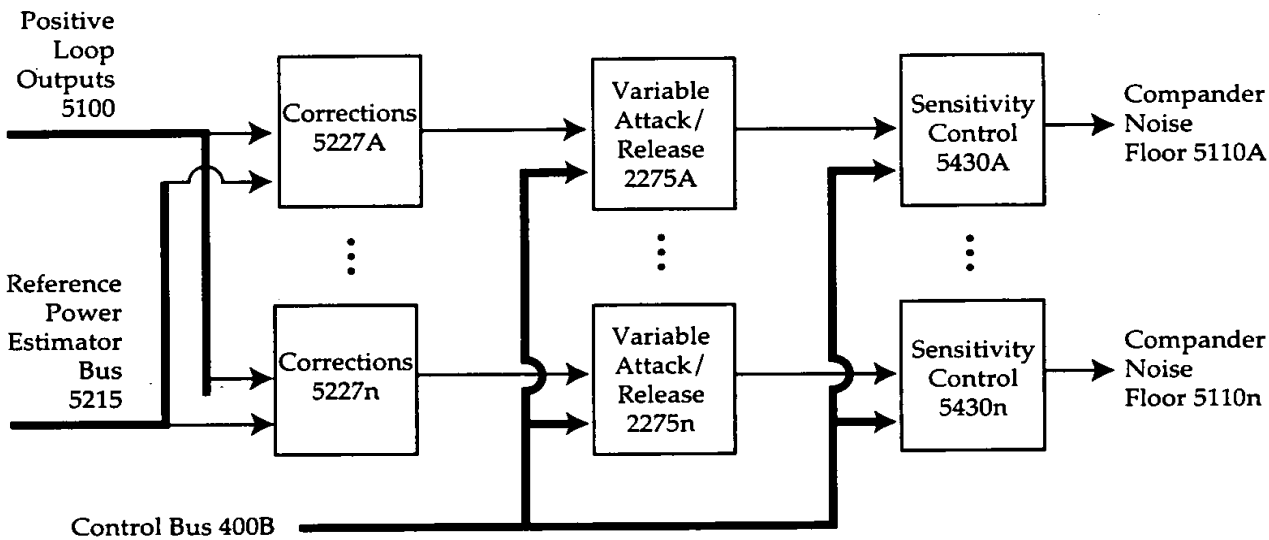 Positive
Loop
Outputs
5100
Corrections
5227A
Variable
Attack/
Release
2275A
Sensitivity
Control
5430A
Compander
Noise
Floor 5110A
Reference
Power
Estimator
Bus
5215
Corrections
5227n
Variable
Attack/
Release
2275n
Sensitivity
Control
5430n
Compander
Noise
Floor 5110n
Control Bus 400B